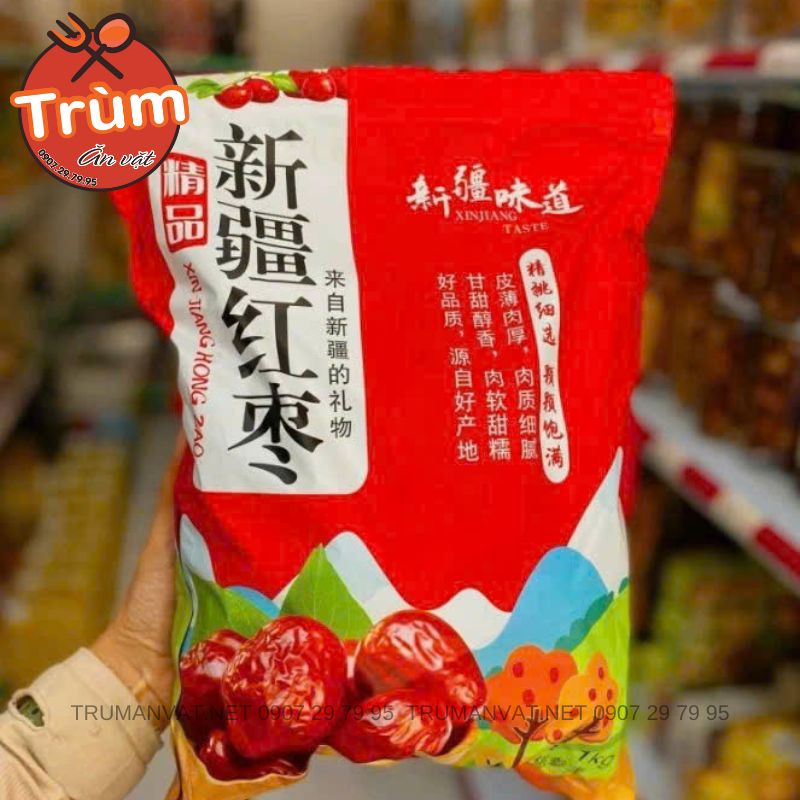 Trùm
Ăn vặt
0907.29.79.95
精品
新疆红枣
XIN JIANG HONG ZAO
来自新疆的礼物
新疆味道
XINJIANG
TASTE
精挑细选 颗颗饱满
皮薄肉厚，肉质细腻
甘甜醇香，肉软甜糯
好品质，源自好产地
TRUMANVAT.NET 0907 29 79 95 TRUMANVAT.NET 0907 29 79 95
1kg